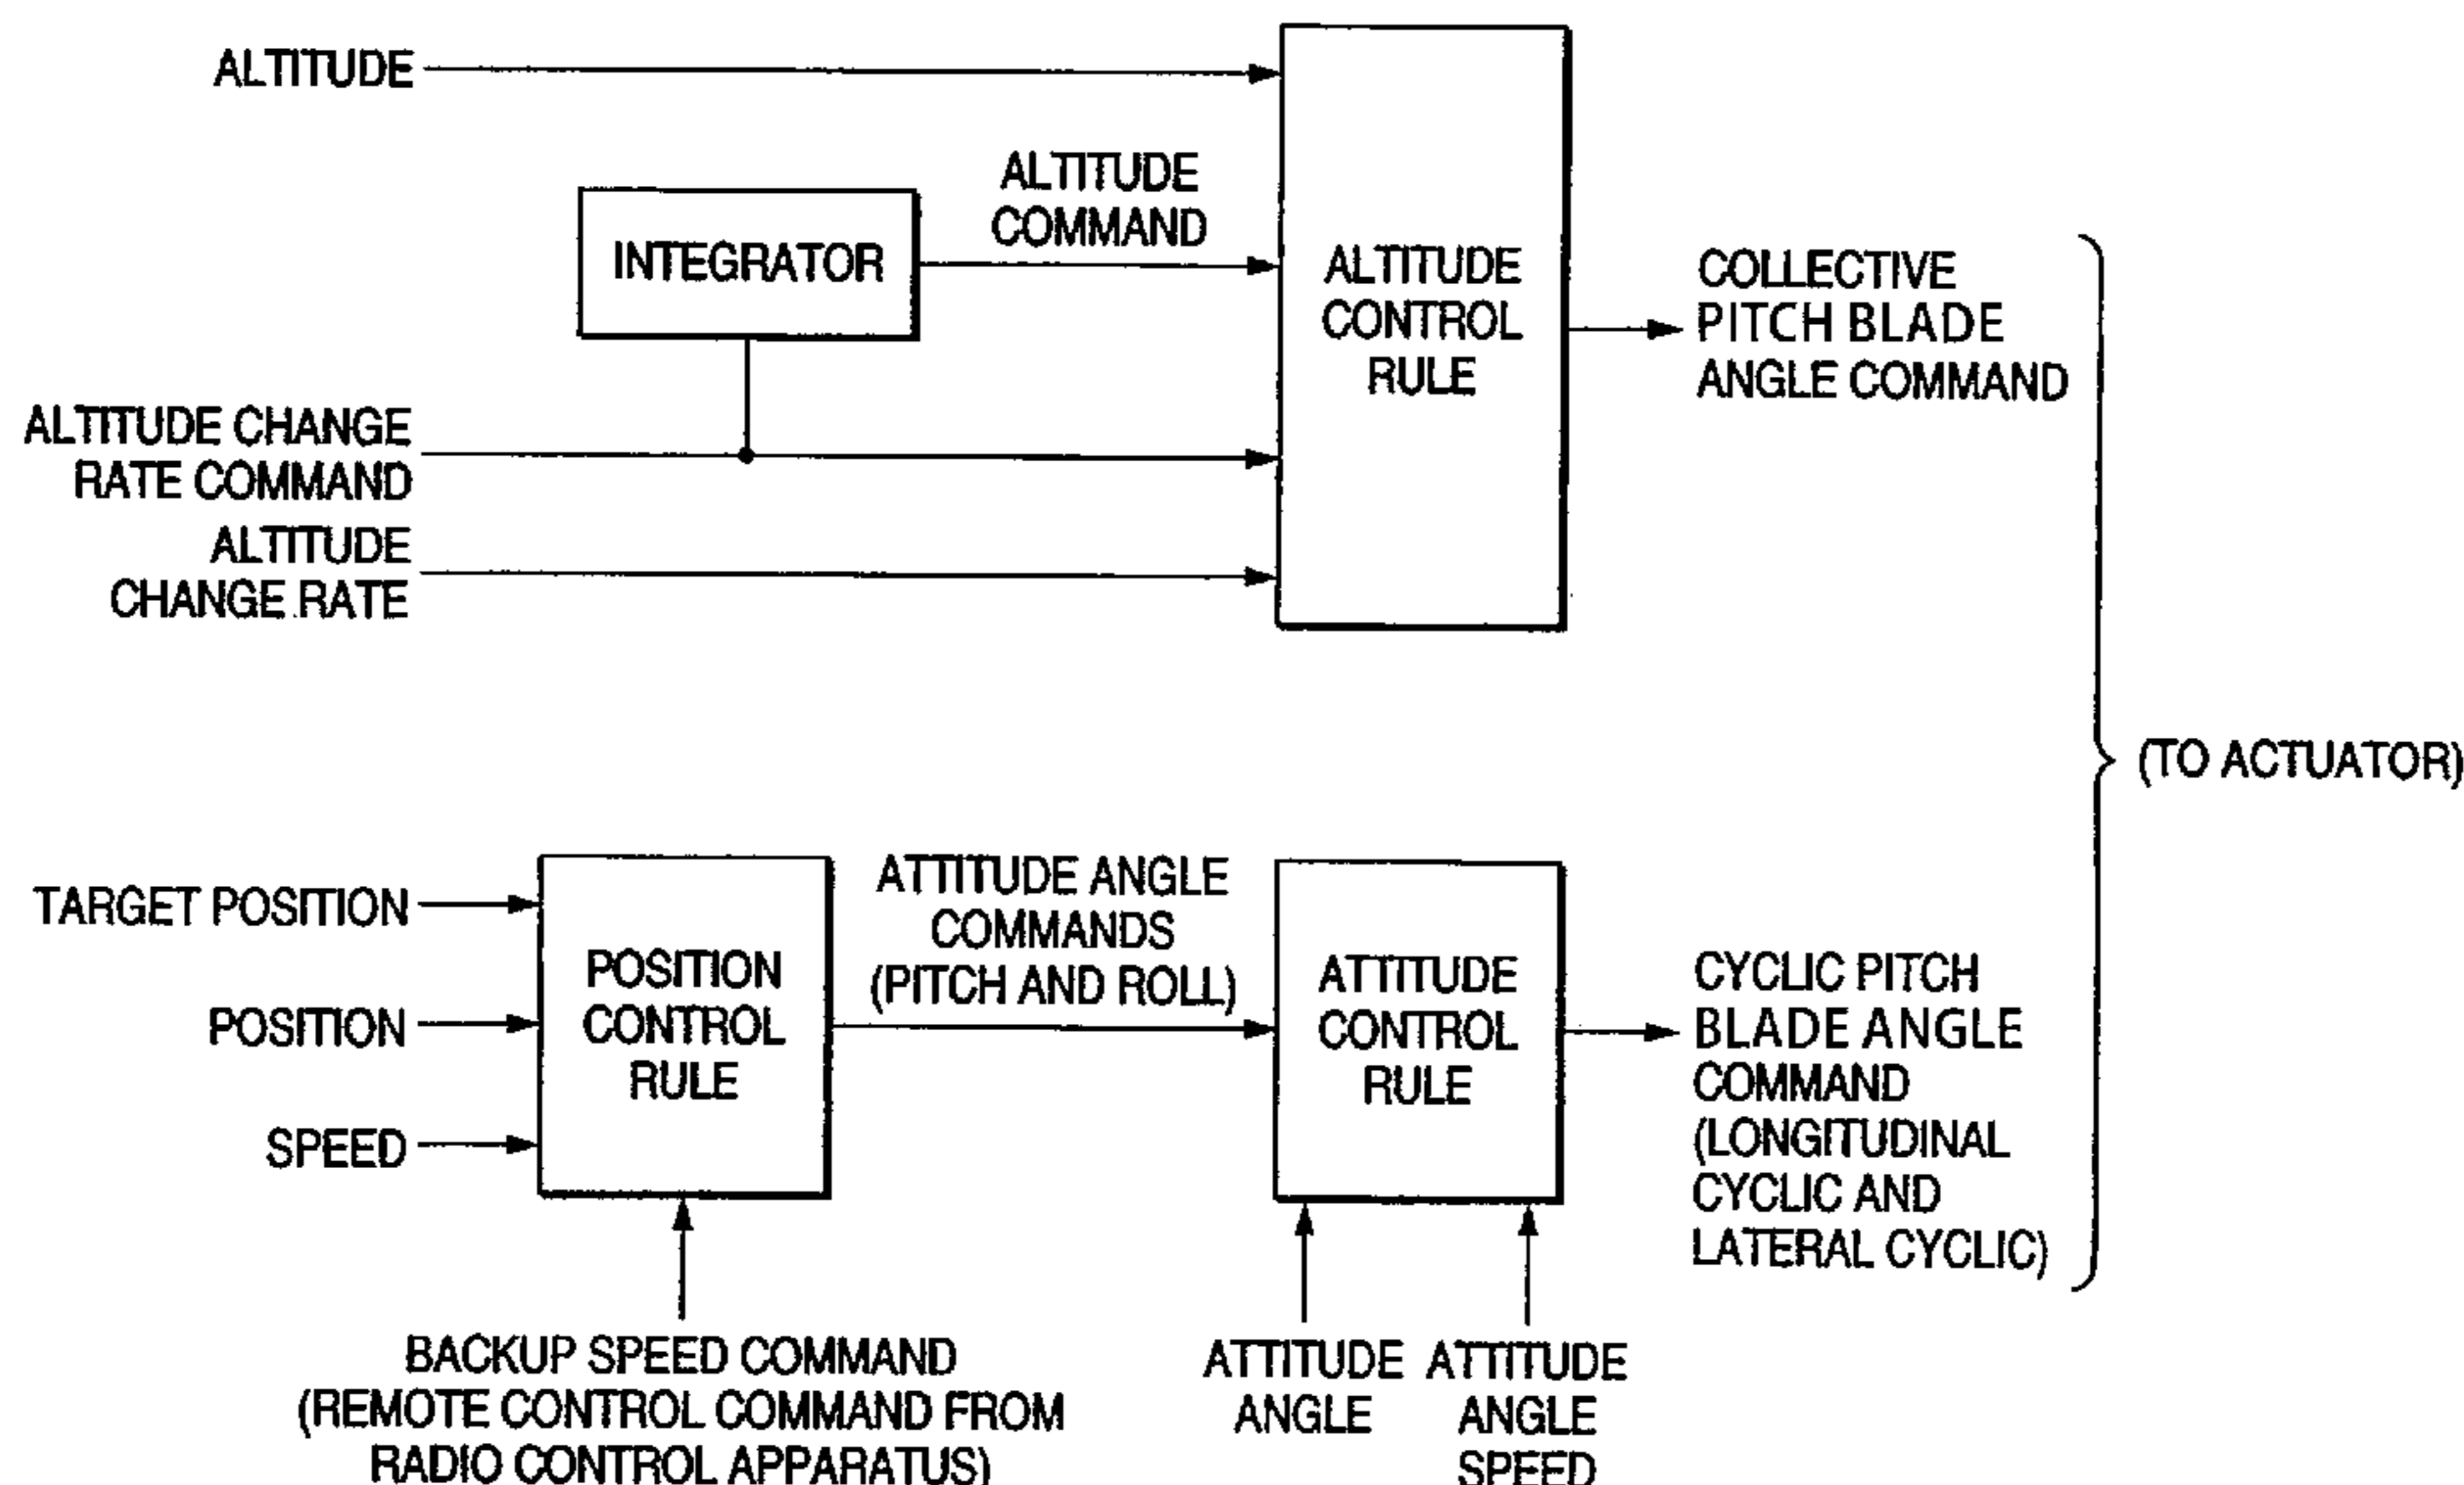 ALTITUDE
INTEGRATOR
ALTITUDE
COMMAND
ALTITUDE CHANGE
RATE COMMAND
ALTITUDE
CHANGE RATE
ALTITUDE
CONTROL
RULE
COLLECTIVE
PITCH BLADE
ANGLE COMMAND
(TO ACTUATOR)
TARGET POSITION
POSITION
SPEED
POSITION
CONTROL
RULE
BACKUP SPEED COMMAND
(REMOTE CONTROL COMMAND FROM
RADIO CONTROL APPARATUS)
ATTITUDE ANGLE
COMMANDS
(PITCH AND ROLL)
ATTITUDE
CONTROL
RULE
ATTITUDE
ANGLE
ATTITUDE
ANGLE
SPEED
CYCLIC PITCH
BLADE ANGLE
COMMAND
(LONGITUDINAL
CYCLIC AND
LATERAL CYCLIC)